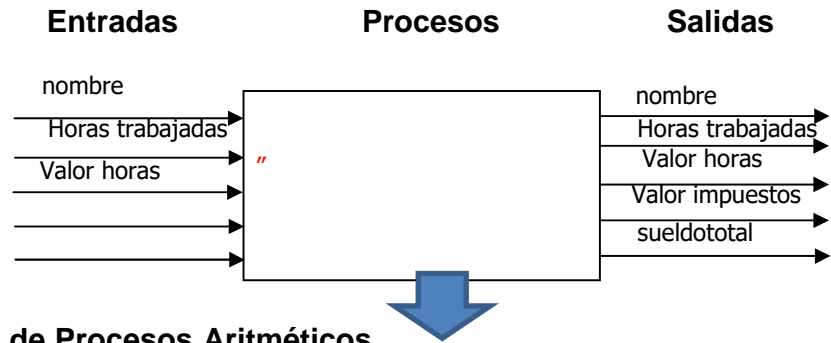 Entradas Procesos Salidas
nombre
Horas trabajadas
Valor horas
"
nombre
Horas trabajadas
Valor horas
Valor impuestos
sueldototal
de Procesos Aritméticos